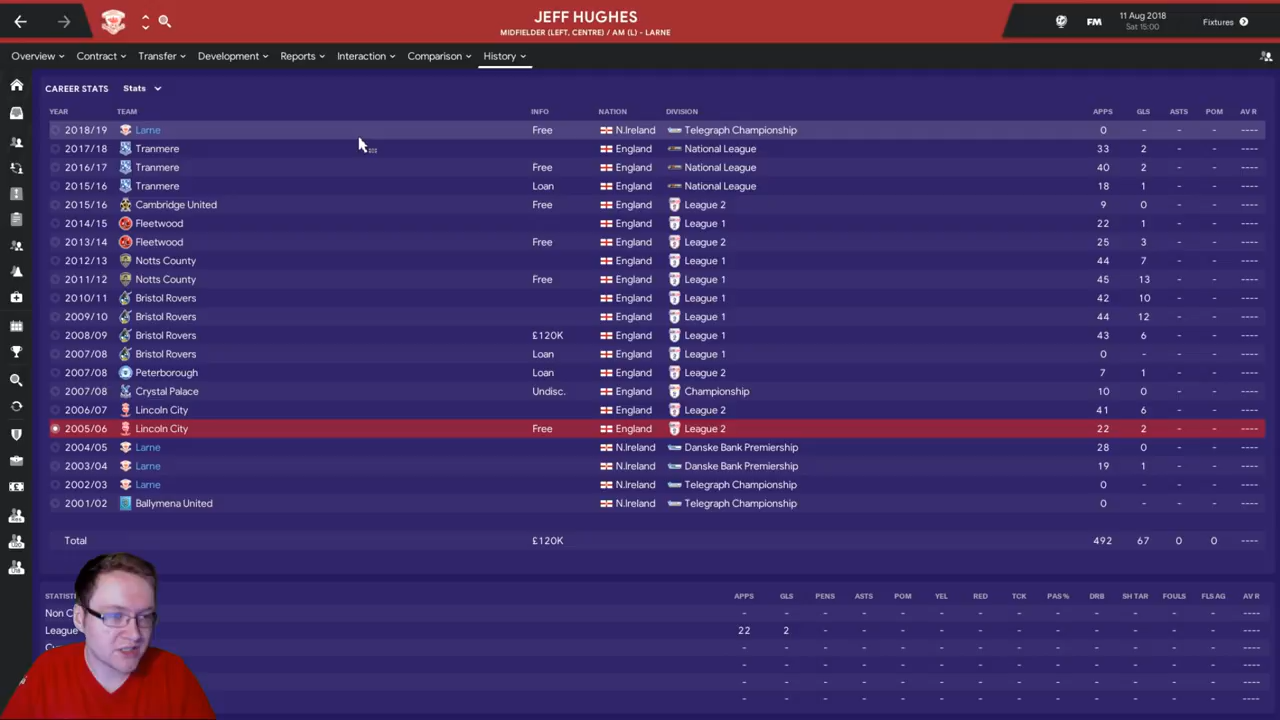 JEFF HUGHES
MIDFIELDER (LEFT, CENTRE) / AM (L) - LARNE
FM
11 Aug 2018
Sat 15:00
Fixtures
Overview Contract Transfer Development Reports Interaction Comparison History
CAREER STATS Stats
YEAR TEAM INFO NATION DIVISION APPS GLS ASTS POM AV R
2018/19 Larne Free N.Ireland Telegraph Championship 0 - - - ----
2017/18 Tranmere England National League 33 2 - - ----
2016/17 Tranmere Free England National League 40 2 - - ----
2015/16 Tranmere Loan England National League 18 1 - - ----
2015/16 Cambridge United Free England League 2 9 0 - - ----
2014/15 Fleetwood England League 1 22 1 - - ----
2013/14 Fleetwood Free England League 2 25 3 - - ----
2012/13 Notts County England League 1 44 7 - - ----
2011/12 Notts County Free England League 1 45 13 - - ----
2010/11 Bristol Rovers England League 1 42 10 - - ----
2009/10 Bristol Rovers England League 1 44 12 - - ----
2008/09 Bristol Rovers £120K England League 1 43 6 - - ----
2007/08 Bristol Rovers Loan England League 1 0 - - - ----
2007/08 Peterborough Loan England League 2 7 1 - - ----
2007/08 Crystal Palace Undisc. England Championship 10 0 - - ----
2006/07 Lincoln City England League 2 41 6 - - ----
2005/06 Lincoln City Free England League 2 22 2 - - ----
2004/05 Larne N.Ireland Danske Bank Premiership 28 0 - - ----
2003/04 Larne N.Ireland Danske Bank Premiership 19 1 - - ----
2002/03 Larne N.Ireland Telegraph Championship 0 - - - ----
2001/02 Ballymena United N.Ireland Telegraph Championship 0 - - - ----
Total £120K 492 67 0 0 ----
APPS GLS PENS ASTS POM YEL RED TCK PAS % DRB SH TAR FOULS FLS AG AV R
Non - - - - - - - - - - - - - ----
League 22 2 - - - - - - - - - - - ----
- - - - - - - - - - - - - ----
- - - - - - - - - - - - - ----
- - - - - - - - - - - - - ----
- - - - - - - - - - - - - ----